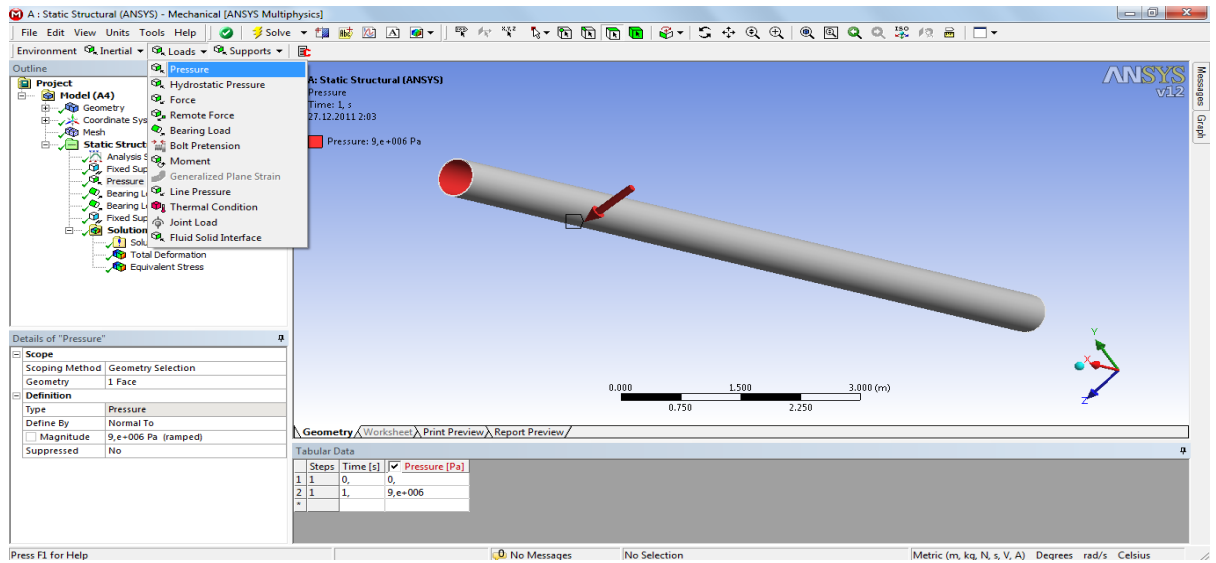 A : Static Structural (ANSYS) - Mechanical [ANSYS Multiphysics]
File Edit View Units Tools Help Solve
Environment Inertial Loads Supports
Outline
Project
Model (A4)
Geometry
Coordinate Sys
Mesh
Static Struct
Analysis S
Fixed Sup
Pressure
Bearing L
Bearing L
Fixed Sup
Solution
Solu
Total Deformation
Equivalent Stress
Pressure
Hydrostatic Pressure
Force
Remote Force
Bearing Load
Bolt Pretension
Moment
Generalized Plane Strain
Line Pressure
Thermal Condition
Joint Load
Fluid Solid Interface
A: Static Structural (ANSYS)
Pressure
Time: 1, s
27.12.2011 2:03
Pressure: 9,e+006 Pa
ANSYS
v12
Messages
Graph
Y
X
Z
0.000 1.500 3.000 (m)
0.750 2.250
Details of "Pressure"
Scope
Scoping Method Geometry Selection
Geometry 1 Face
Definition
Type Pressure
Define By Normal To
Magnitude 9,e+006 Pa (ramped)
Suppressed No
Geometry Worksheet Print Preview Report Preview
Tabular Data
Steps Time [s] Pressure [Pa]
1 1 0, 0,
2 1 1, 9,e+006
*
Press F1 for Help 0 No Messages No Selection Metric (m, kg, N, s, V, A) Degrees rad/s Celsius